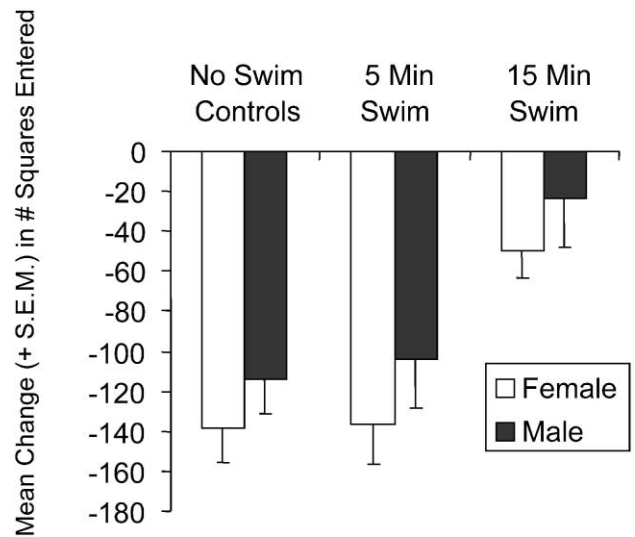 Mean Change (+ S.E.M.) in # Squares Entered
No Swim
Controls
5 Min
Swim
15 Min
Swim
0
-20
-40
-60
-80
-100
-120
-140
-160
-180
Female
Male